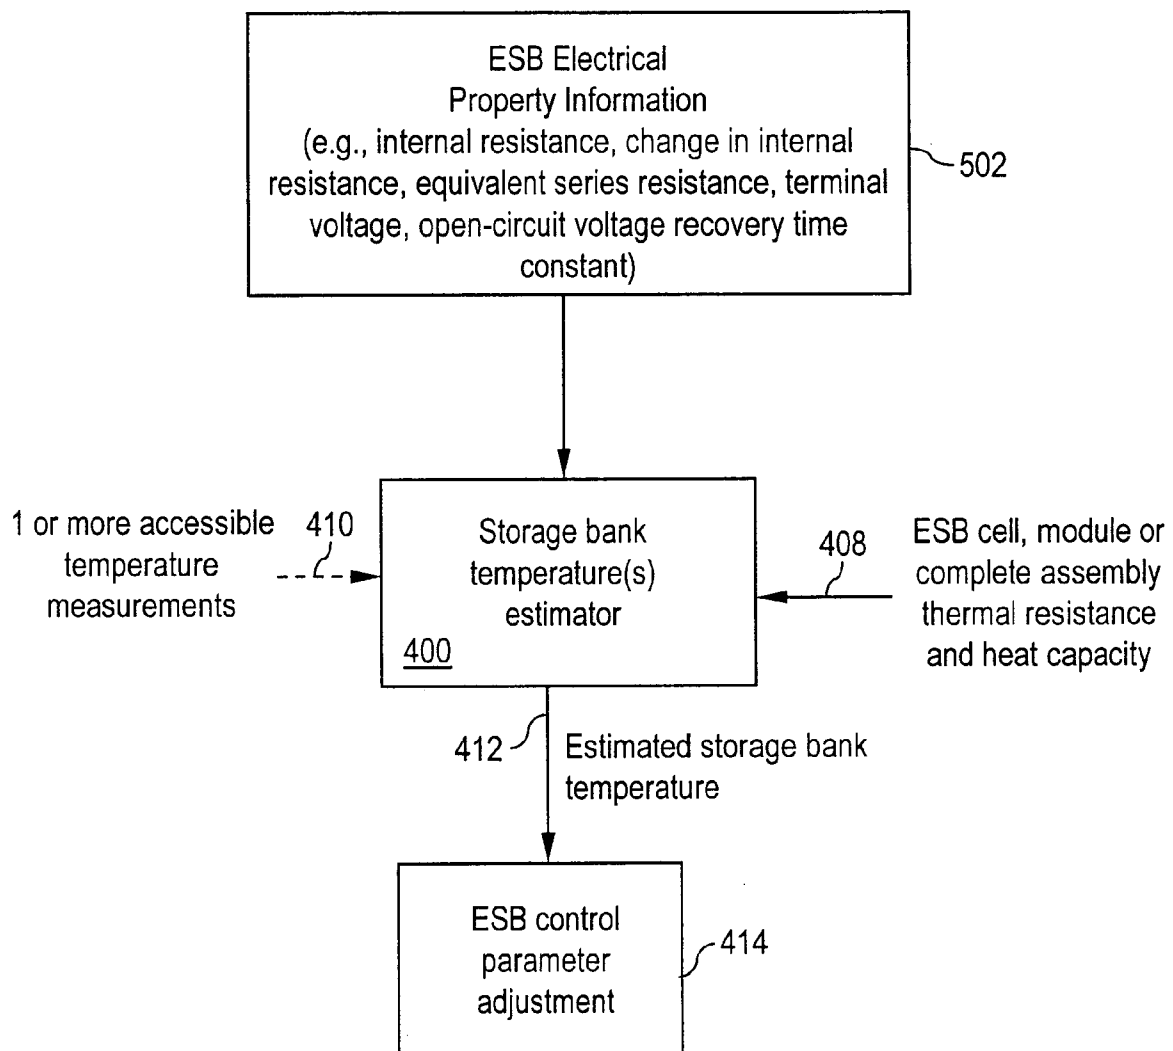 ESB Electrical
Property Information
(e.g., internal resistance, change in internal
resistance, equivalent series resistance, terminal
voltage, open-circuit voltage recovery time
constant)
502
1 or more accessible
temperature
measurements
410
Storage bank
temperature(s)
estimator
400
408
ESB cell, module or
complete assembly
thermal resistance
and heat capacity
412
Estimated storage bank
temperature
ESB control
parameter
adjustment
414